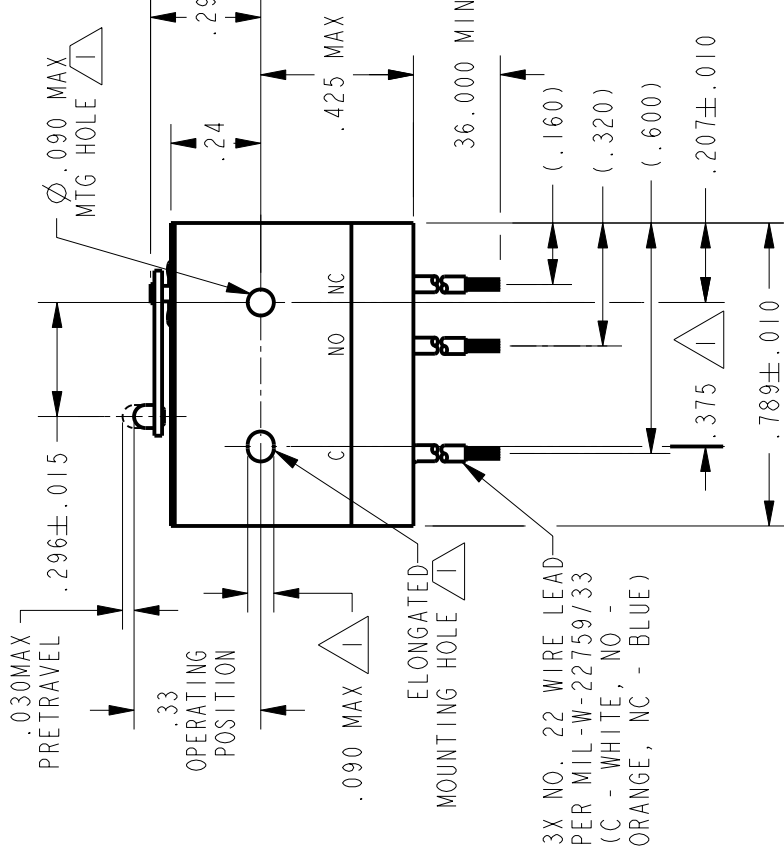 .29
Ø.090 MAX
MTG HOLE 1
.24
.425 MAX
36.000 MIN
.296±.015
.030MAX
PRETRAVEL
.33
OPERATING
POSITION
.090 MAX 1
ELONGATED
MOUNTING HOLE 1
C
NO
NC
(.160)
(.320)
(.600)
.207±.010
.375 1
.789±.010
3X NO. 22 WIRE LEAD
PER MIL-W-22759/33
(C - WHITE, NO -
ORANGE, NC - BLUE)